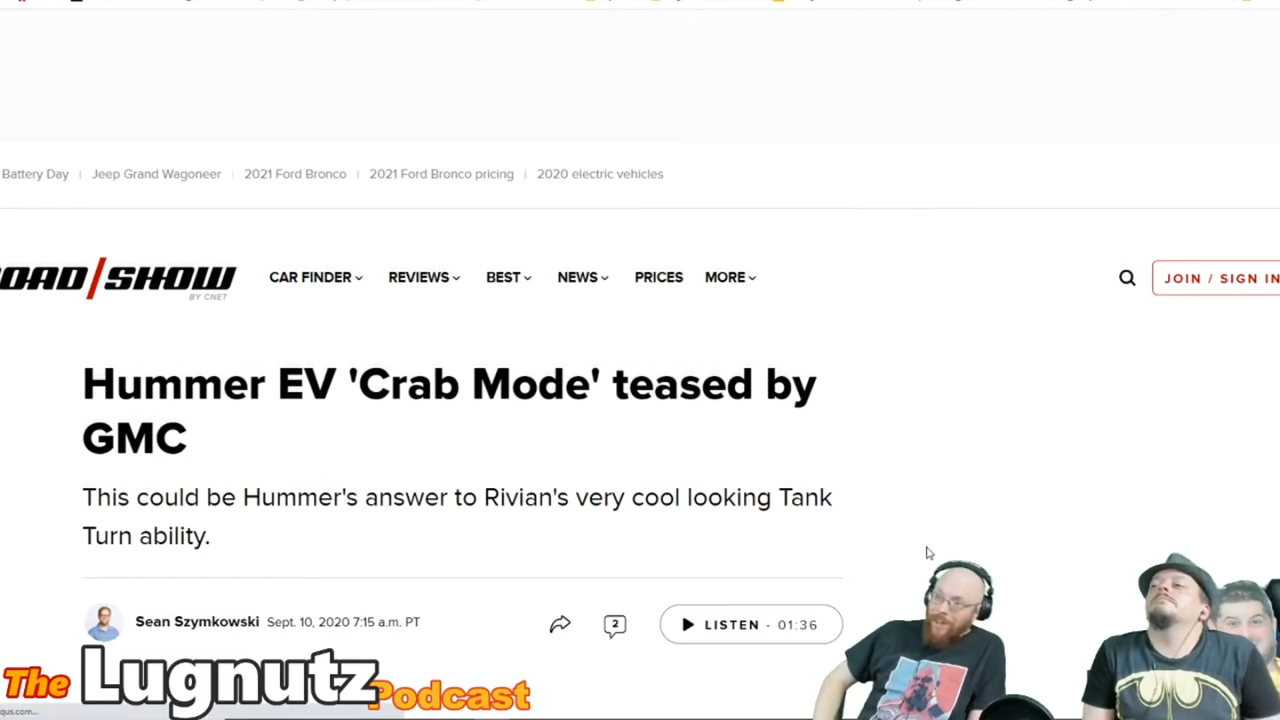 Battery Day | Jeep Grand Wagoneer | 2021 Ford Bronco | 2021 Ford Bronco pricing | 2020 electric vehicles
OAD/SHOW
BY CNET
CAR FINDER REVIEWS BEST NEWS PRICES MORE
JOIN / SIGN IN
Hummer EV 'Crab Mode' teased by
GMC
This could be Hummer's answer to Rivian's very cool looking Tank
Turn ability.
Sean Szymkowski Sept. 10, 2020 7:15 a.m. PT
2
LISTEN - 01:36
The Lugnutz Podcast
qus.com...